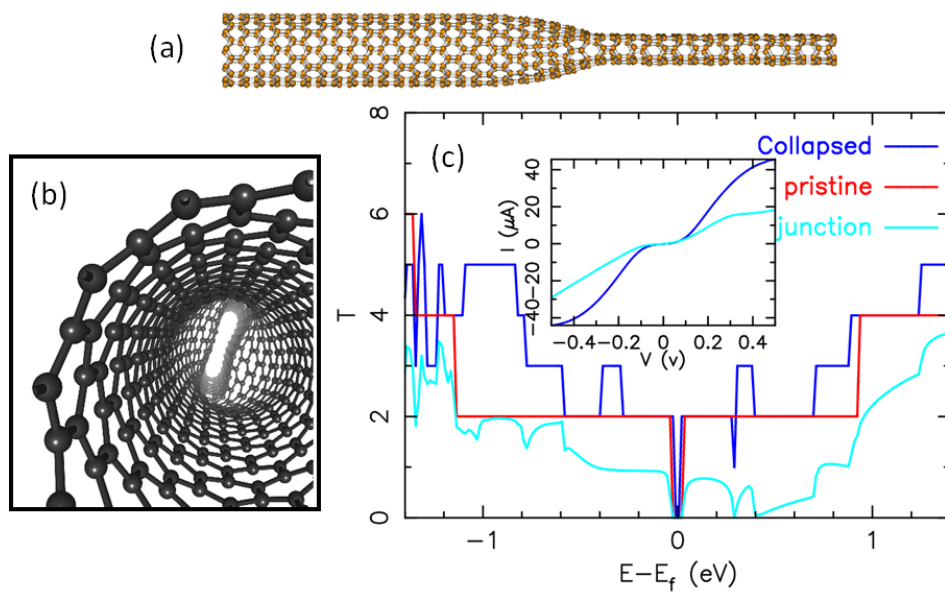 (a)
(b)
(c)
8
6
4
2
0
T
−1
0
1
E−E_f (eV)
Collapsed
pristine
junction
40
20
0
−20
−40
I (μA)
−0.4
−0.2
0
0.2
0.4
V (v)